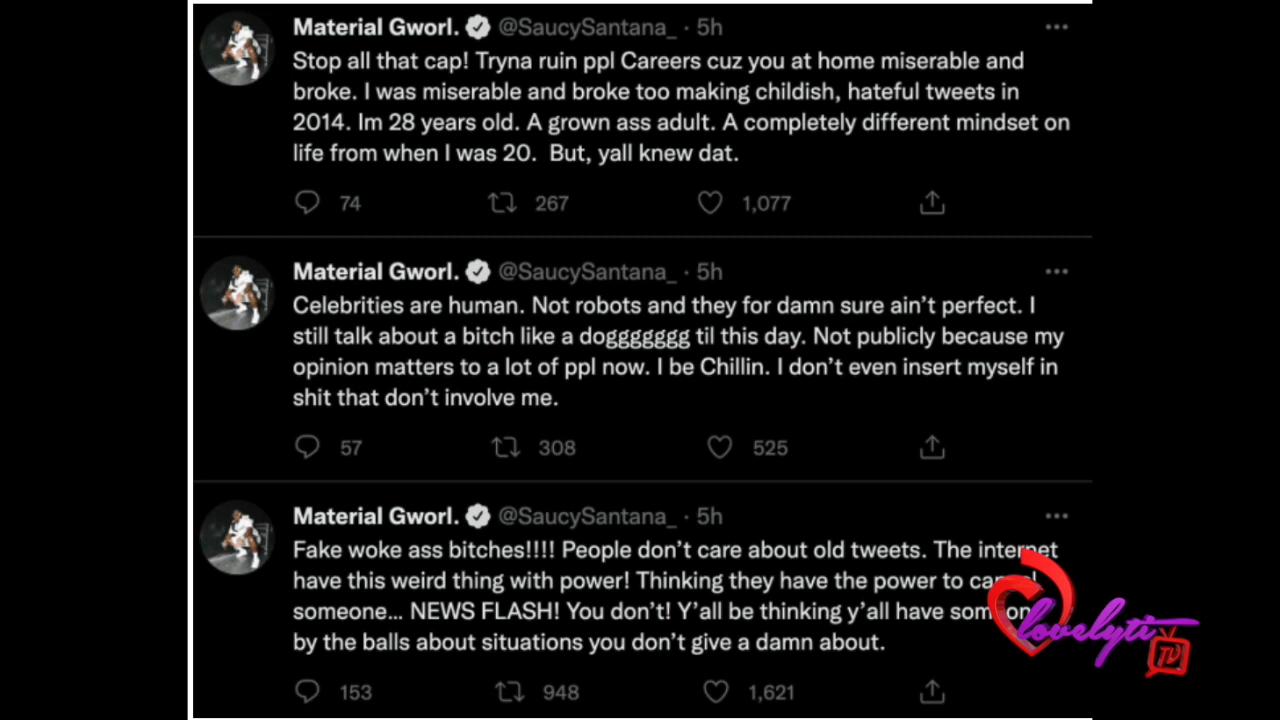 Material Gworl. @SaucySantana_ · 5h
Stop all that cap! Tryna ruin ppl Careers cuz you at home miserable and
broke. I was miserable and broke too making childish, hateful tweets in
2014. Im 28 years old. A grown ass adult. A completely different mindset on
life from when I was 20. But, yall knew dat.
74 267 1,077
Material Gworl. @SaucySantana_ · 5h
Celebrities are human. Not robots and they for damn sure ain’t perfect. I
still talk about a bitch like a doggggggg til this day. Not publicly because my
opinion matters to a lot of ppl now. I be Chillin. I don’t even insert myself in
shit that don’t involve me.
57 308 525
Material Gworl. @SaucySantana_ · 5h
Fake woke ass bitches!!!! People don’t care about old tweets. The internet
have this weird thing with power! Thinking they have the power to cancel
someone... NEWS FLASH! You don’t! Y’all be thinking y’all have someone
by the balls about situations you don’t give a damn about.
153 948 1,621
lovelyti
TV